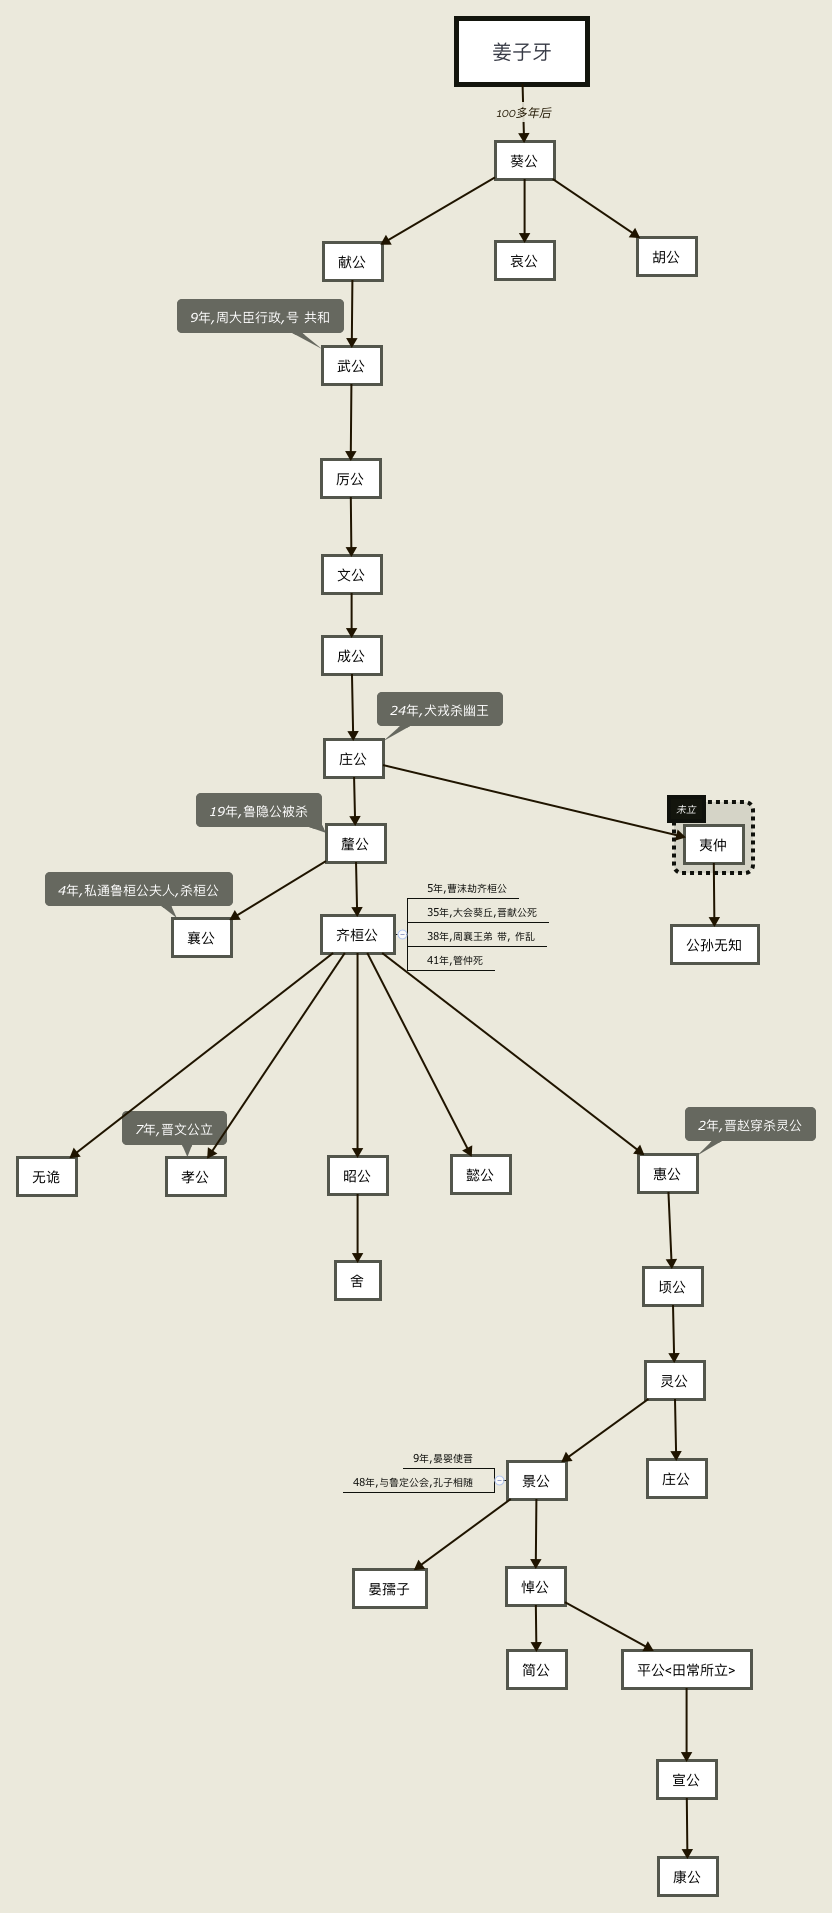 姜子牙
100多年后
葵公
献公
哀公
胡公
9年,周大臣行政,号 共和
武公
厉公
文公
成公
24年,犬戎杀幽王
庄公
19年,鲁隐公被杀
未立
釐公
夷仲
4年,私通鲁桓公夫人,杀桓公
襄公
齐桓公
5年,曹沫劫齐桓公
35年,大会葵丘,晋献公死
38年,周襄王弟 带, 作乱
41年,管仲死
公孙无知
7年,晋文公立
2年,晋赵穿杀灵公
无诡
孝公
昭公
懿公
惠公
舍
顷公
灵公
9年,晏婴使晋
48年,与鲁定公会,孔子相随
景公
庄公
晏孺子
悼公
简公
平公<田常所立>
宣公
康公